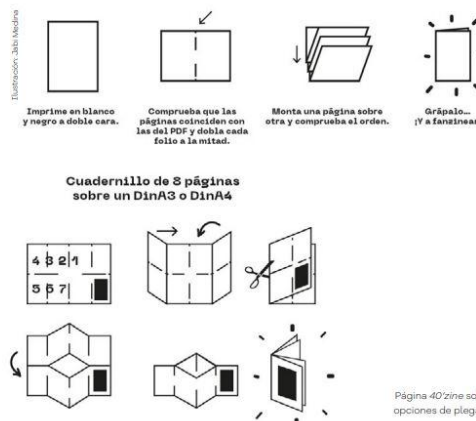 Ilustración: Jabi Medina
Imprime en blanco
y negro a doble cara.
Comprueba que las
páginas coinciden con
las del PDF y dobla cada
folio a la mitad.
Monta una página sobre
otra y comprueba el orden.
Grápalo...
¡Y a fanzinear
Cuadernillo de 8 páginas
sobre un DinA3 o DinA4
4 3 2 1
5 6 7
Página 40'zine so
opciones de plega